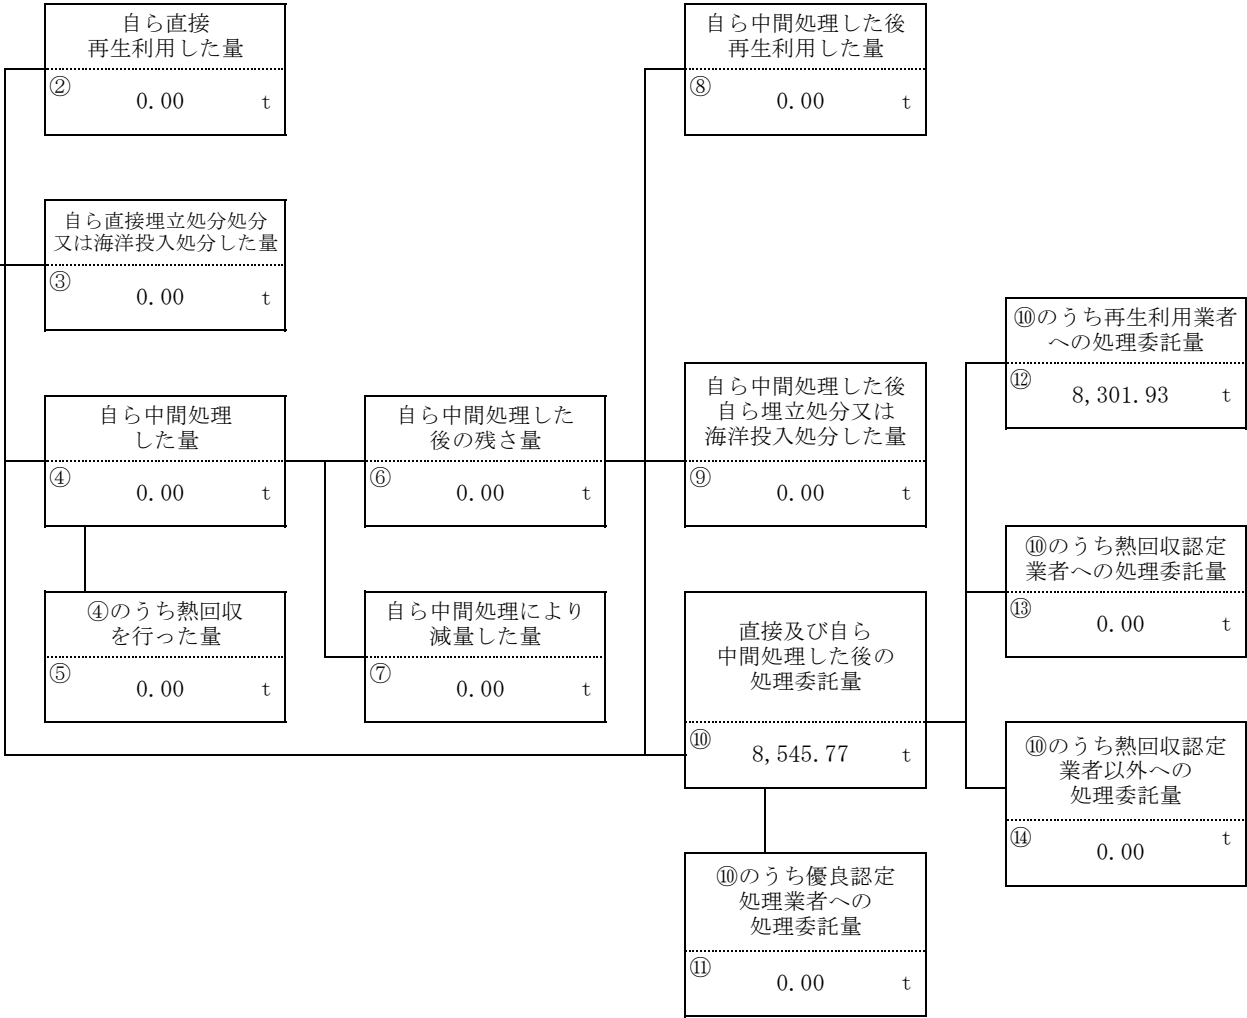 自ら直接
再生利用した量
②
0.00 t
自ら直接埋立処分処分
又は海洋投入処分した量
③
0.00 t
自ら中間処理
した量
④
0.00 t
④のうち熱回収
を行った量
⑤
0.00 t
自ら中間処理した
後の残さ量
⑥
0.00 t
自ら中間処理により
減量した量
⑦
0.00 t
自ら中間処理した後
再生利用した量
⑧
0.00 t
自ら中間処理した後
自ら埋立処分又は
海洋投入処分した量
⑨
0.00 t
直接及び自ら
中間処理した後の
処理委託量
⑩
8,545.77 t
⑩のうち優良認定
処理業者への
処理委託量
⑪
0.00 t
⑩のうち再生利用業者
への処理委託量
⑫
8,301.93 t
⑩のうち熱回収認定
業者への処理委託量
⑬
0.00 t
⑩のうち熱回収認定
業者以外への
処理委託量
⑭
0.00 t